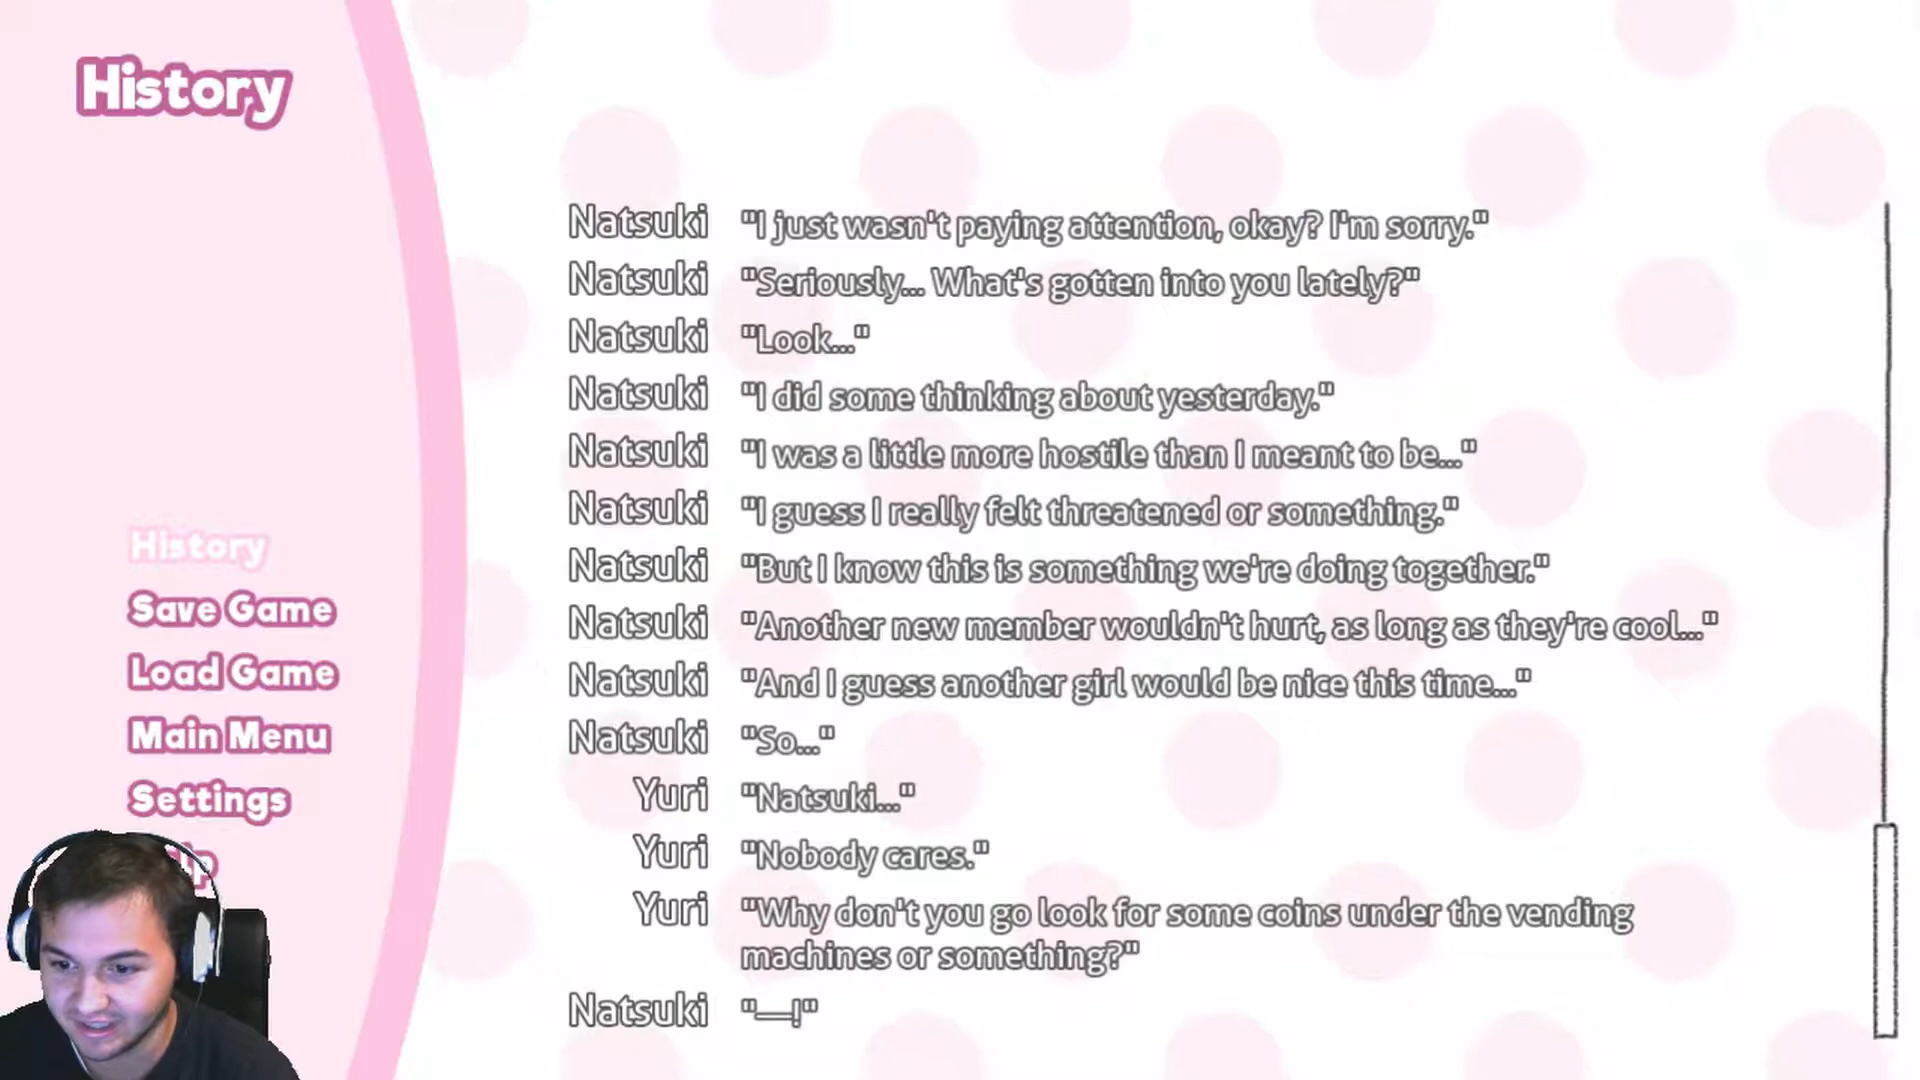 History
Natsuki "I just wasn't paying attention, okay? I'm sorry."
Natsuki "Seriously... What's gotten into you lately?"
Natsuki "Look..."
Natsuki "I did some thinking about yesterday."
Natsuki "I was a little more hostile than I meant to be..."
Natsuki "I guess I really felt threatened or something."
Natsuki "But I know this is something we're doing together."
Natsuki "Another new member wouldn't hurt, as long as they're cool..."
Natsuki "And I guess another girl would be nice this time..."
Natsuki "So..."
Yuri "Natsuki..."
Yuri "Nobody cares."
Yuri "Why don't you go look for some coins under the vending
machines or something?"
Natsuki "—!"
History
Save Game
Load Game
Main Menu
Settings